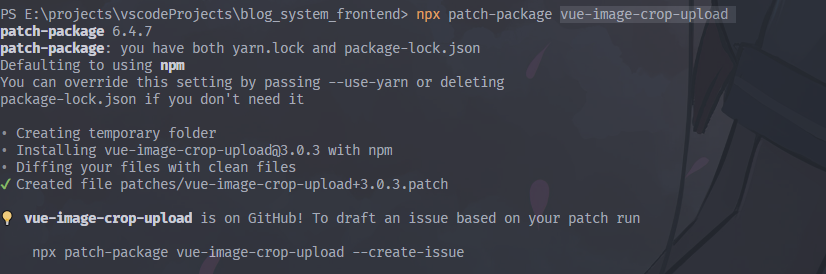 PS E:\projects\vscodeProjects\blog_system_frontend> npx patch-package vue-image-crop-upload
patch-package 6.4.7
patch-package: you have both yarn.lock and package-lock.json
Defaulting to using npm
You can override this setting by passing --use-yarn or deleting
package-lock.json if you don't need it
• Creating temporary folder
• Installing vue-image-crop-upload@3.0.3 with npm
• Diffing your files with clean files
✔ Created file patches/vue-image-crop-upload+3.0.3.patch
💡 vue-image-crop-upload is on GitHub! To draft an issue based on your patch run
npx patch-package vue-image-crop-upload --create-issue